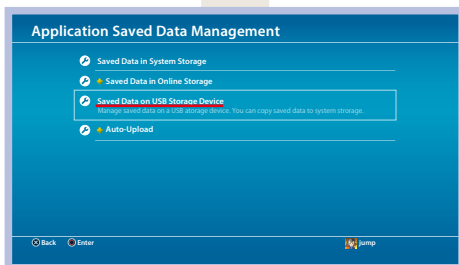 Application Saved Data Management
Saved Data in System Storage
Saved Data in Online Storage
Saved Data on USB Storage Device
Manage saved data on a USB atorage device. You can copy saved data to system strorage.
Auto-Upload
Back Enter jump